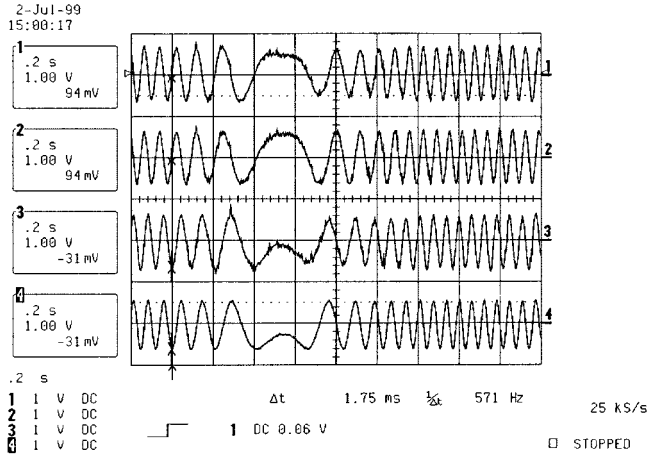 2-Jul-99
15:00:17
1
.2 s
1.00 V
94 mV
1
2
.2 s
1.00 V
94 mV
2
3
.2 s
1.00 V
-31 mV
3
4
.2 s
1.00 V
-31 mV
4
.2 s
1 1 V DC
2 1 V DC
3 1 V DC
4 1 V DC
Δt 1.75 ms 1/Δt 571 Hz
1 DC 0.06 V
25 KS/s
STOPPED